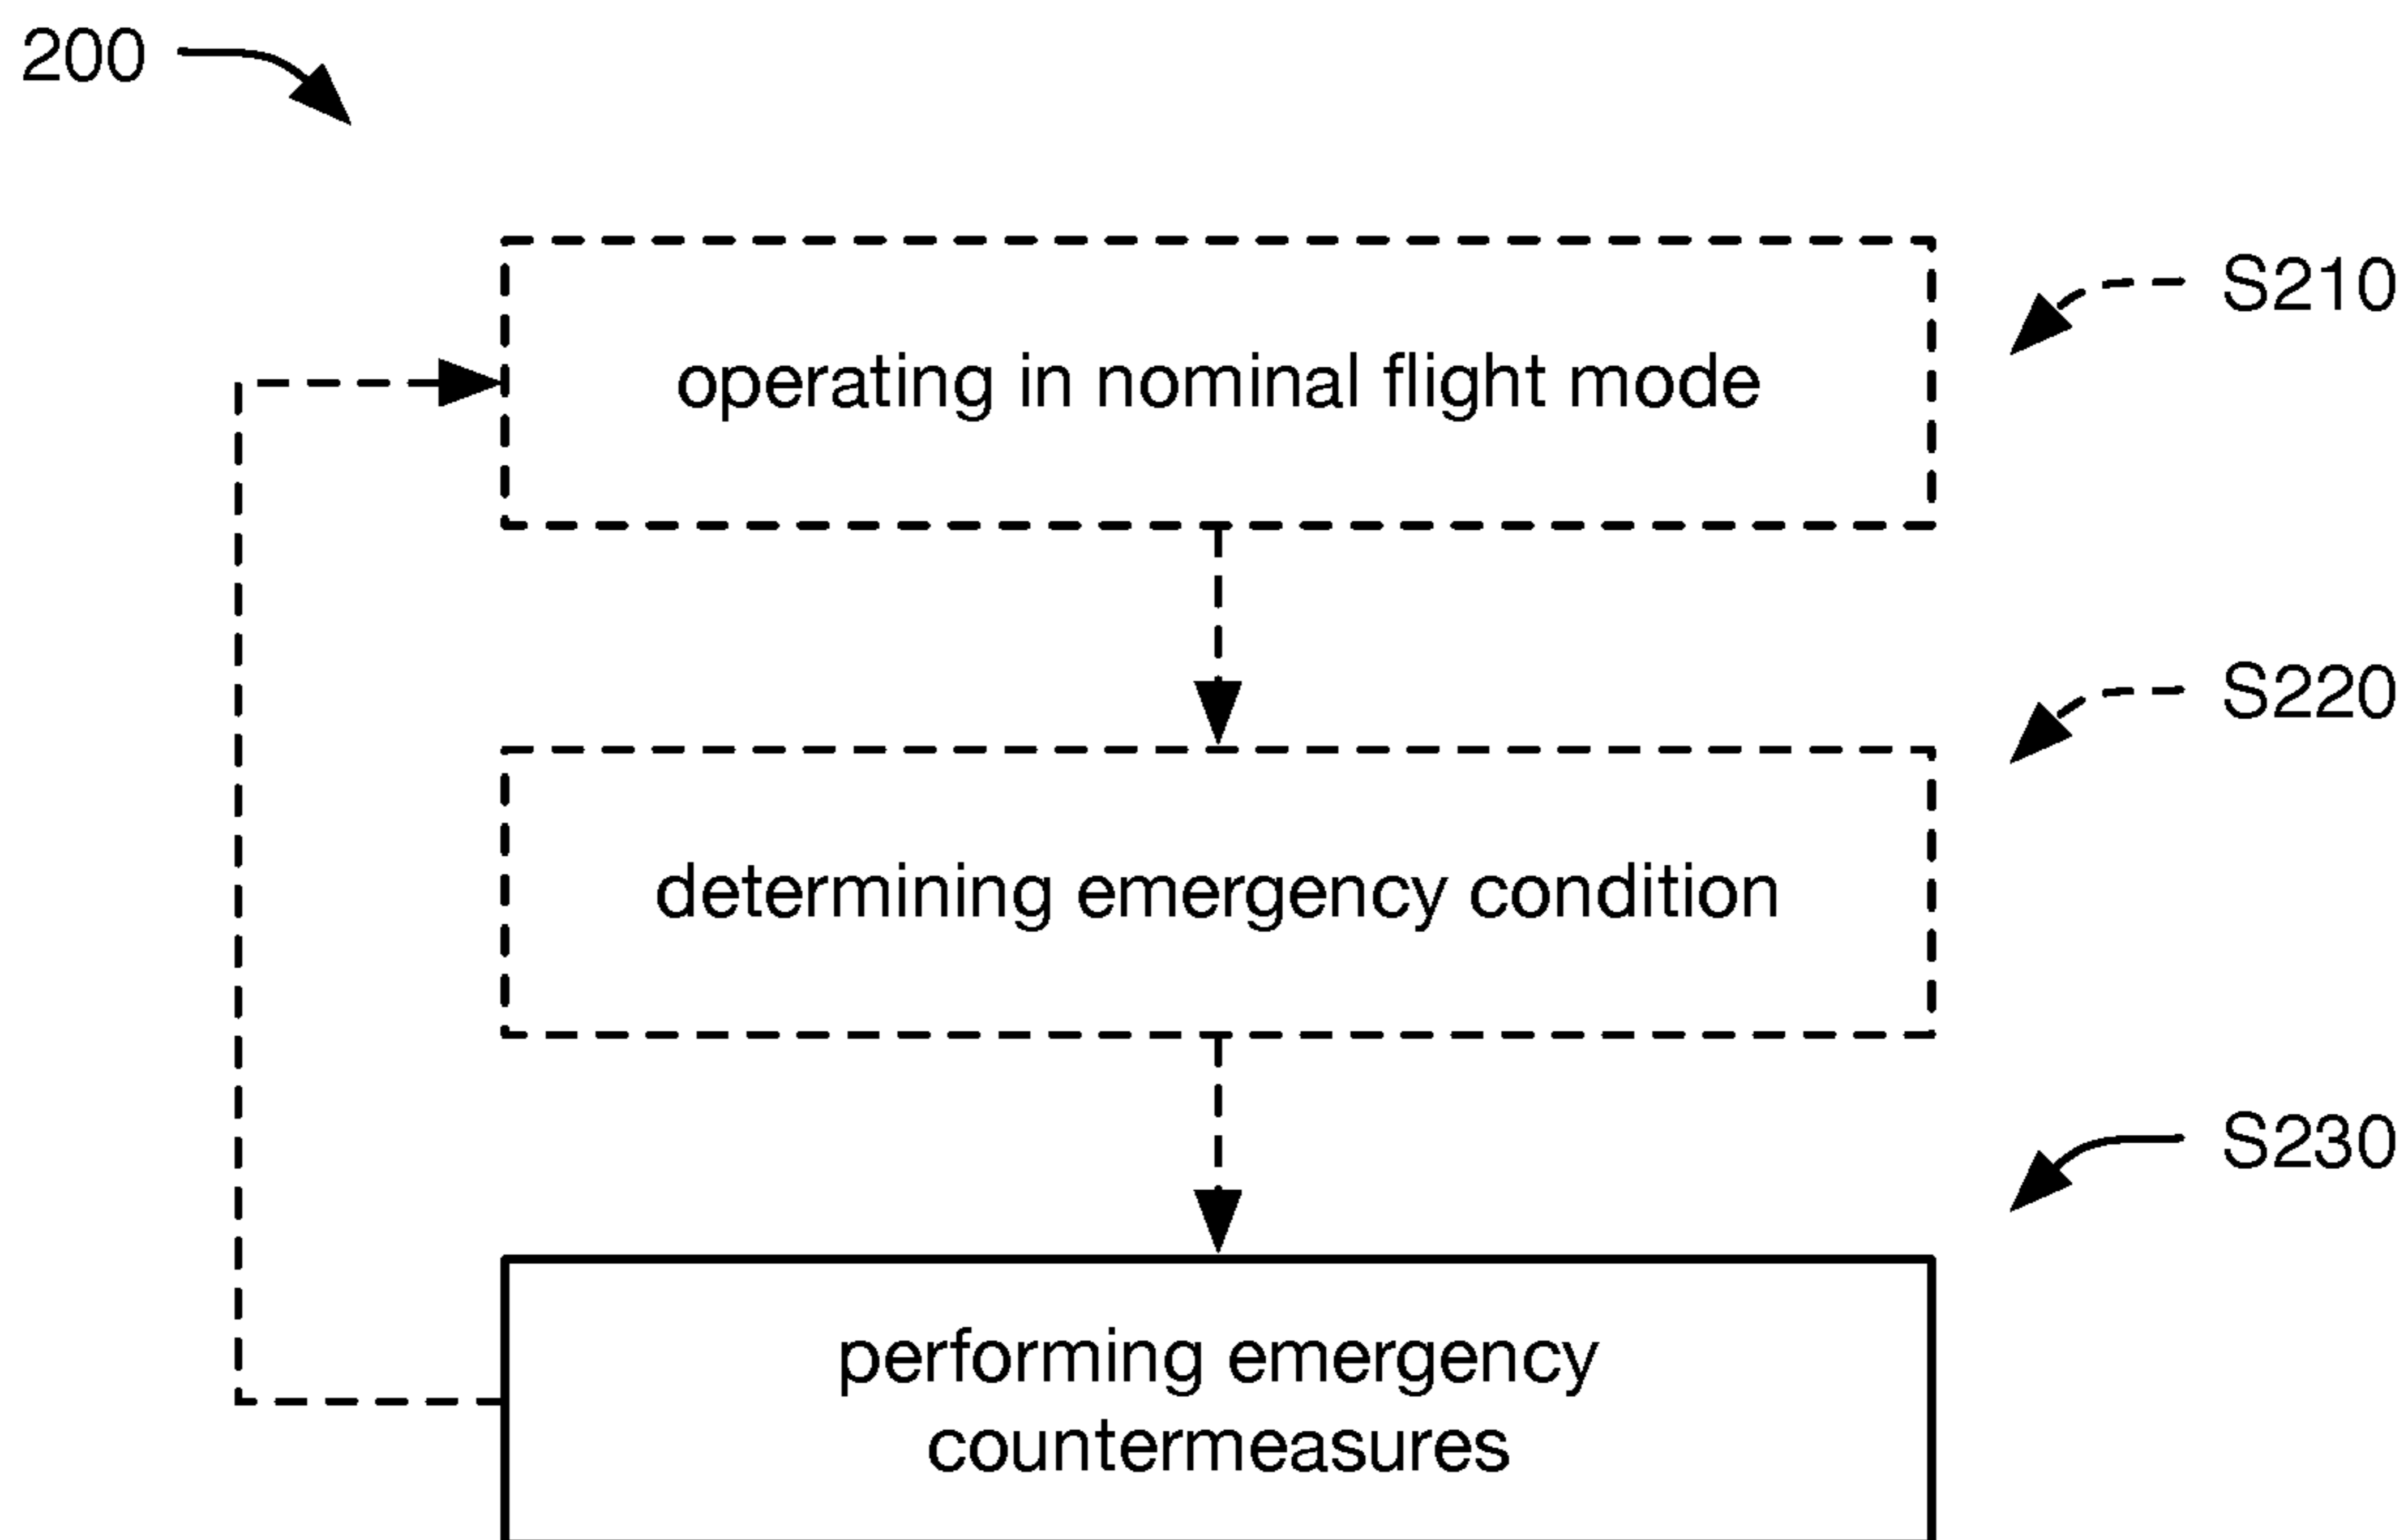 200
S210
operating in nominal flight mode
S220
determining emergency condition
S230
performing emergency
countermeasures